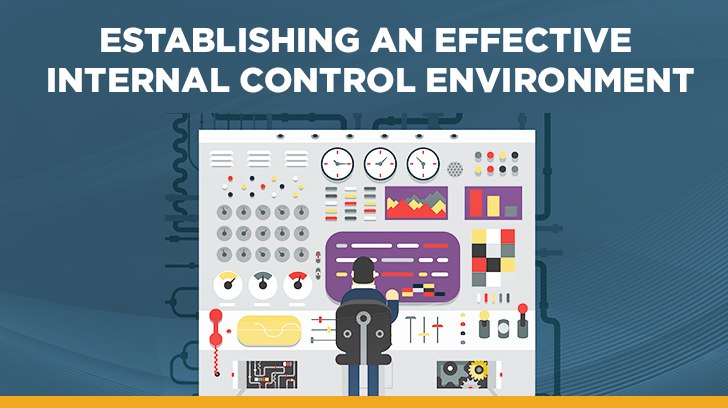 ESTABLISHING AN EFFECTIVE
INTERNAL CONTROL ENVIRONMENT